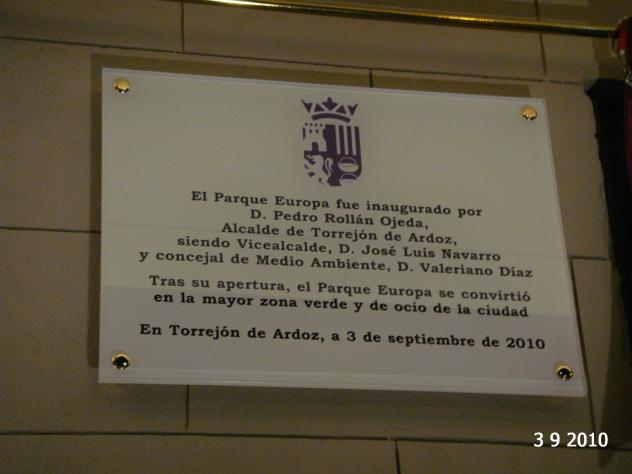 El Parque Europa fue inaugurado por
D. Pedro Rollán Ojeda,
Alcalde de Torrejón de Ardoz,
siendo Vicealcalde, D. José Luis Navarro
y concejal de Medio Ambiente, D. Valeriano Díaz
Tras su apertura, el Parque Europa se convirtió
en la mayor zona verde y de ocio de la ciudad
En Torrejón de Ardoz, a 3 de septiembre de 2010
3 9 2010